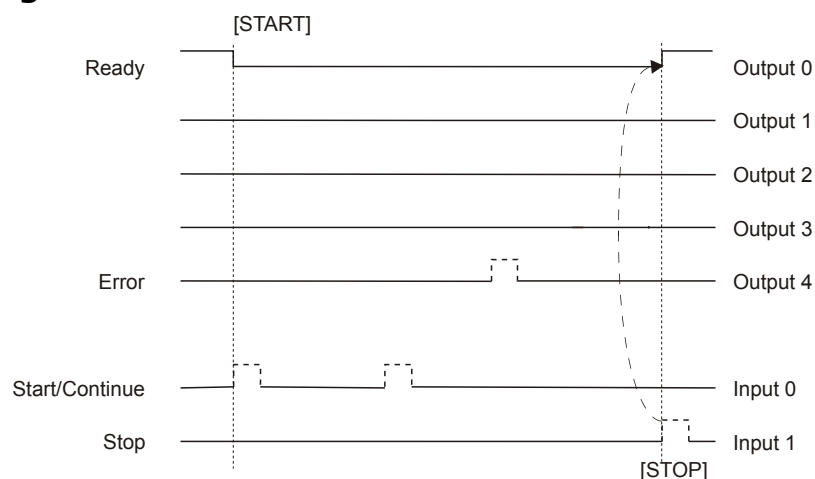 [START]
Ready Output 0
Output 1
Output 2
Output 3
Error Output 4
Start/Continue Input 0
Stop Input 1
[STOP]